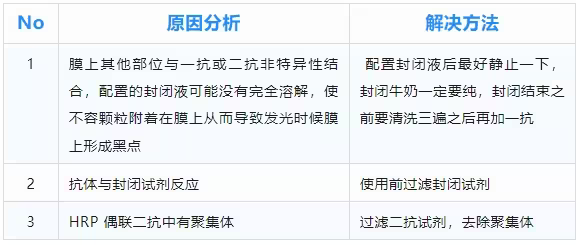 No 原因分析 解决方法
1 膜上其他部位与一抗或二抗非特异性结 配置封闭液后最好静止一下，
合，配置的封闭液可能没有完全溶解，使 封闭牛奶一定要纯，封闭结束之
不容颗粒附着在膜上从而导致发光时候膜 前要清洗三遍之后再加一抗
上形成黑点
2 抗体与封闭试剂反应 使用前过滤封闭试剂
3 HRP 偶联二抗中有聚集体 过滤二抗试剂，去除聚集体